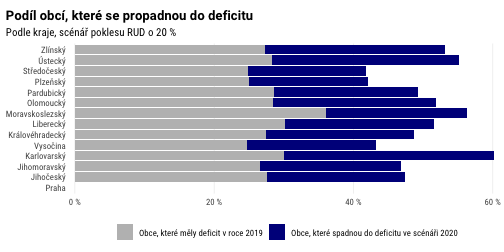 Podíl obcí, které se propadnou do deficitu
Podle kraje, scénář poklesu RUD o 20 %
Zlínský
Ústecký
Středočeský
Plzeňský
Pardubický
Olomoucký
Moravskoslezský
Liberecký
Královéhradecký
Vysočina
Karlovarský
Jihomoravský
Jihočeský
Praha
0 % 20 % 40 % 60 %
Obce, které měly deficit v roce 2019 Obce, které spadnou do deficitu ve scénáři 2020